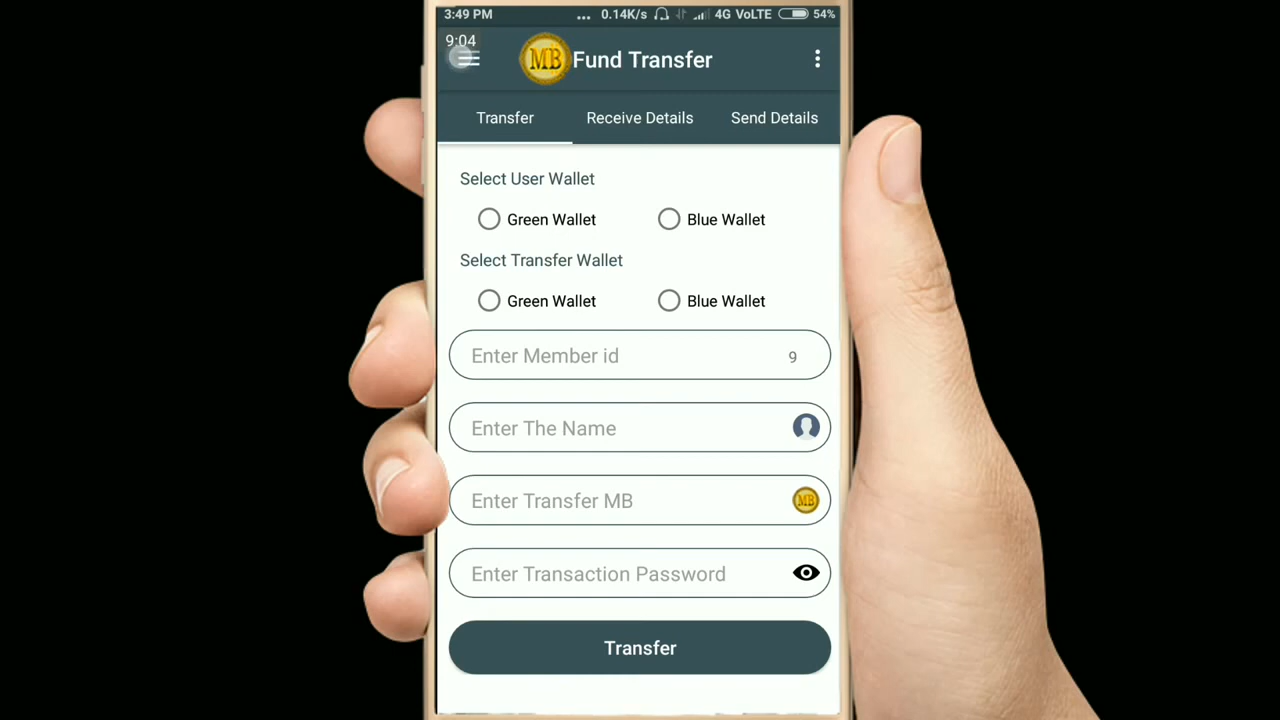 3:49 PM ... 0.14K/s 4G VoLTE 54%
9:04
MB Fund Transfer
Transfer Receive Details Send Details
Select User Wallet
Green Wallet Blue Wallet
Select Transfer Wallet
Green Wallet Blue Wallet
Enter Member id 9
Enter The Name
Enter Transfer MB MB
Enter Transaction Password
Transfer